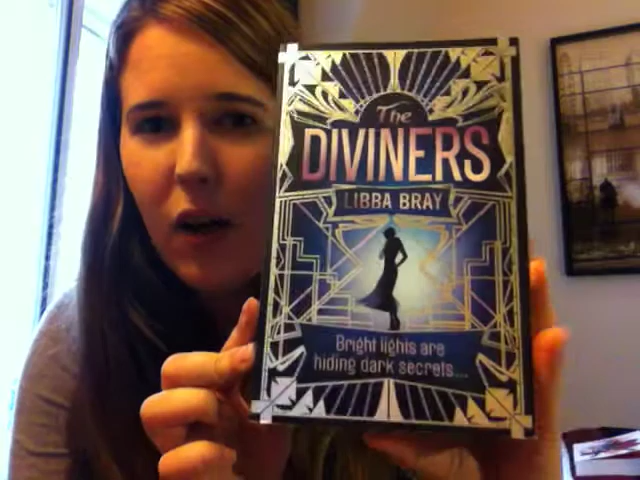 The
DIVINERS
LIBBA BRAY
Bright lights are
hiding dark secrets...